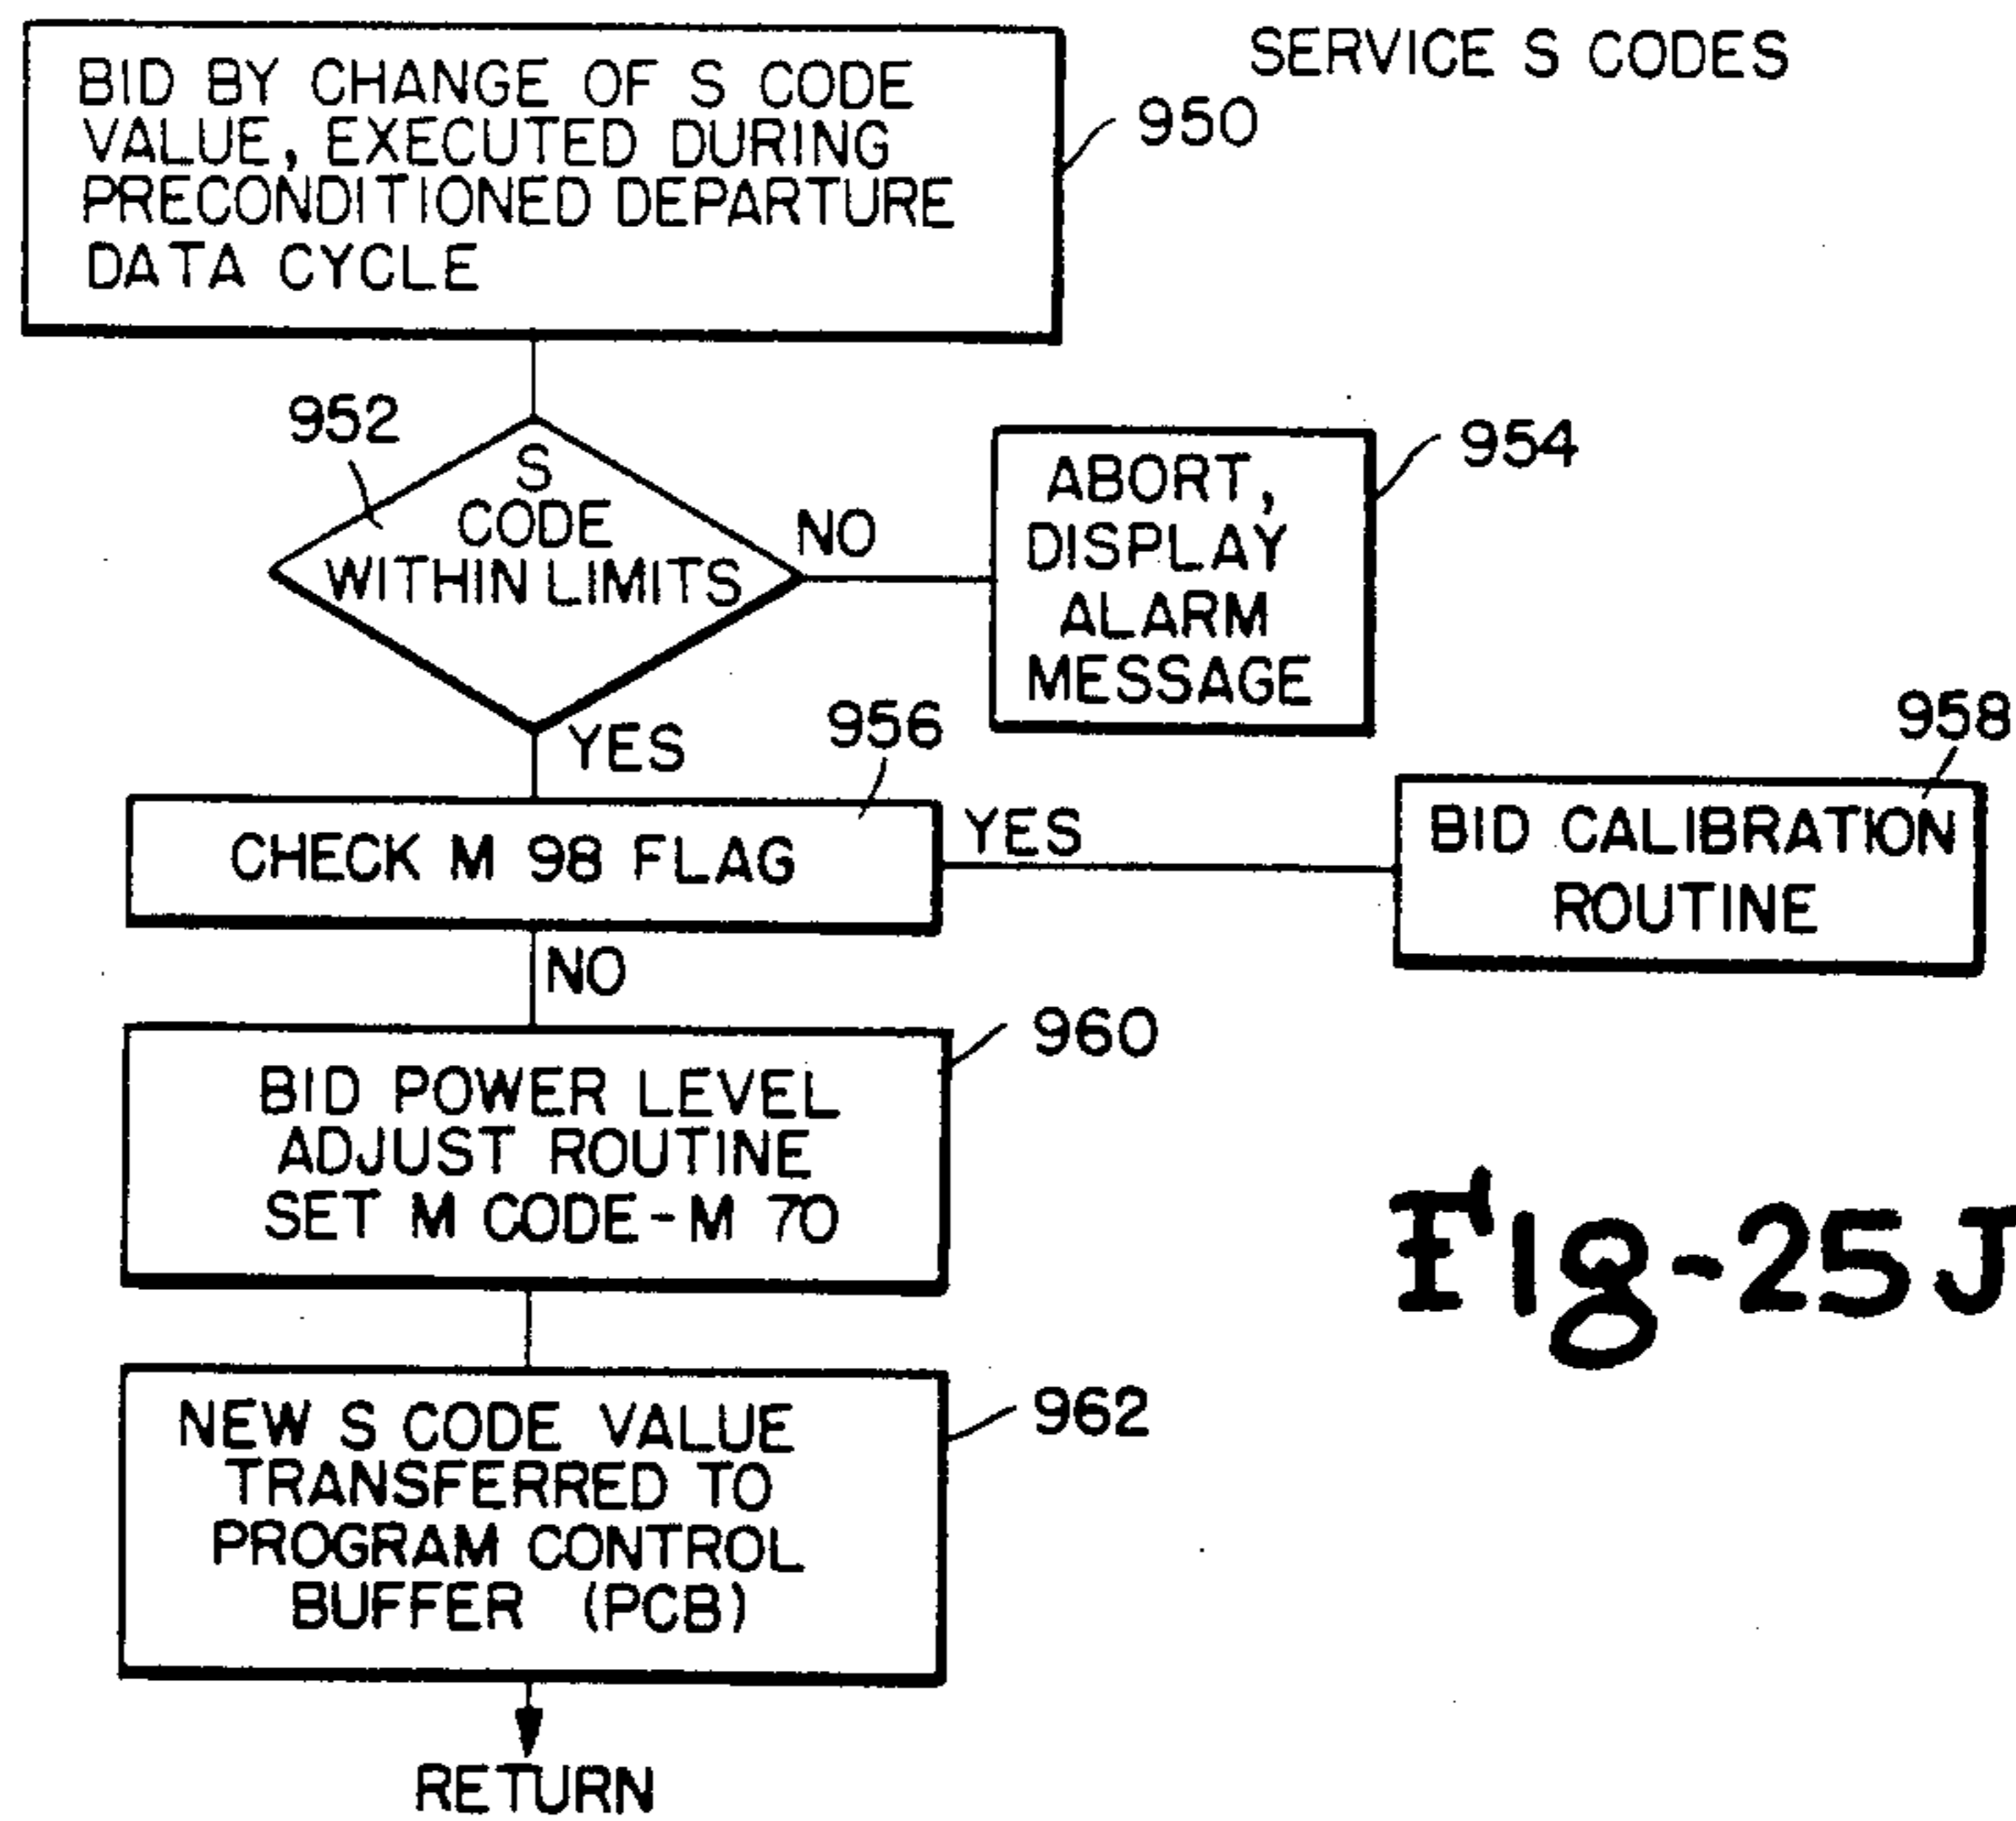 SERVICE S CODES
BID BY CHANGE OF S CODE
VALUE, EXECUTED DURING
PRECONDITIONED DEPARTURE
DATA CYCLE
950
952
S
CODE
WITHIN LIMITS
NO
ABORT,
DISPLAY
ALARM
MESSAGE
954
YES
956
CHECK M 98 FLAG
YES
958
BID CALIBRATION
ROUTINE
NO
960
BID POWER LEVEL
ADJUST ROUTINE
SET M CODE-M 70
962
NEW S CODE VALUE
TRANSFERRED TO
PROGRAM CONTROL
BUFFER (PCB)
RETURN
Fig-25J